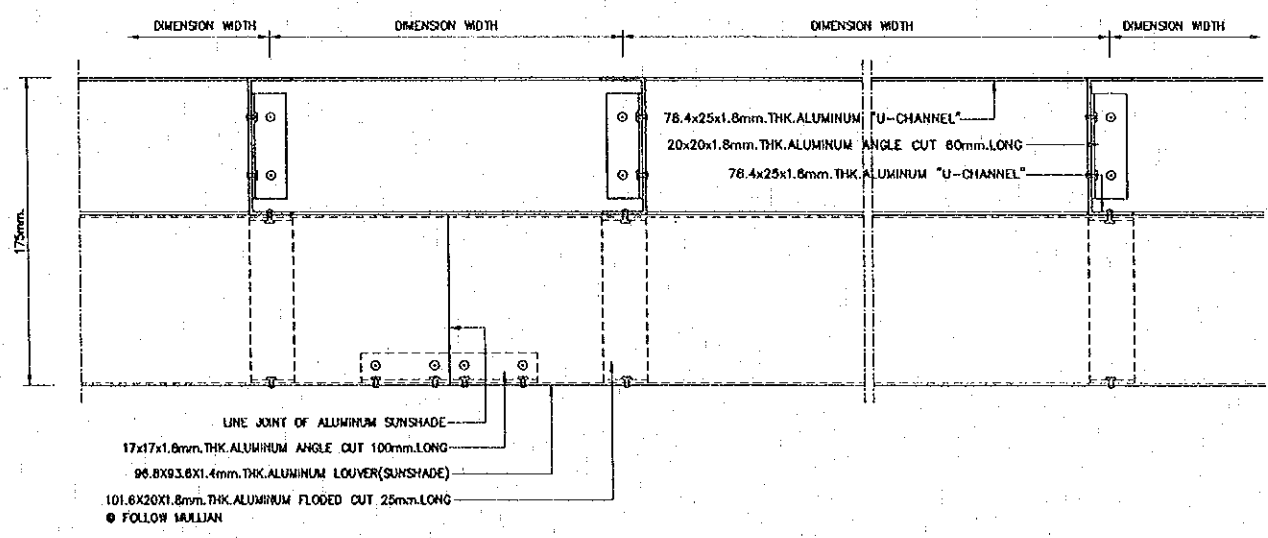 DIMENSION WIDTH
DIMENSION WIDTH
DIMENSION WIDTH
DIMENSION WIDTH
76.4x25x1.6mm.THK.ALUMINUM "U-CHANNEL"
20x20x1.8mm.THK.ALUMINUM ANGLE CUT 60mm.LONG
76.4x25x1.6mm.THK.ALUMINUM "U-CHANNEL"
175mm.
LINE JOINT OF ALUMINUM SUNSHADE
17x17x1.6mm.THK.ALUMINUM ANGLE CUT 100mm.LONG
96.8X93.6X1.4mm.THK.ALUMINUM LOUVER(SUNSHADE)
101.6X20X1.8mm.THK.ALUMINUM FLODED CUT 25mm.LONG
@ FOLLOW MULLIAN